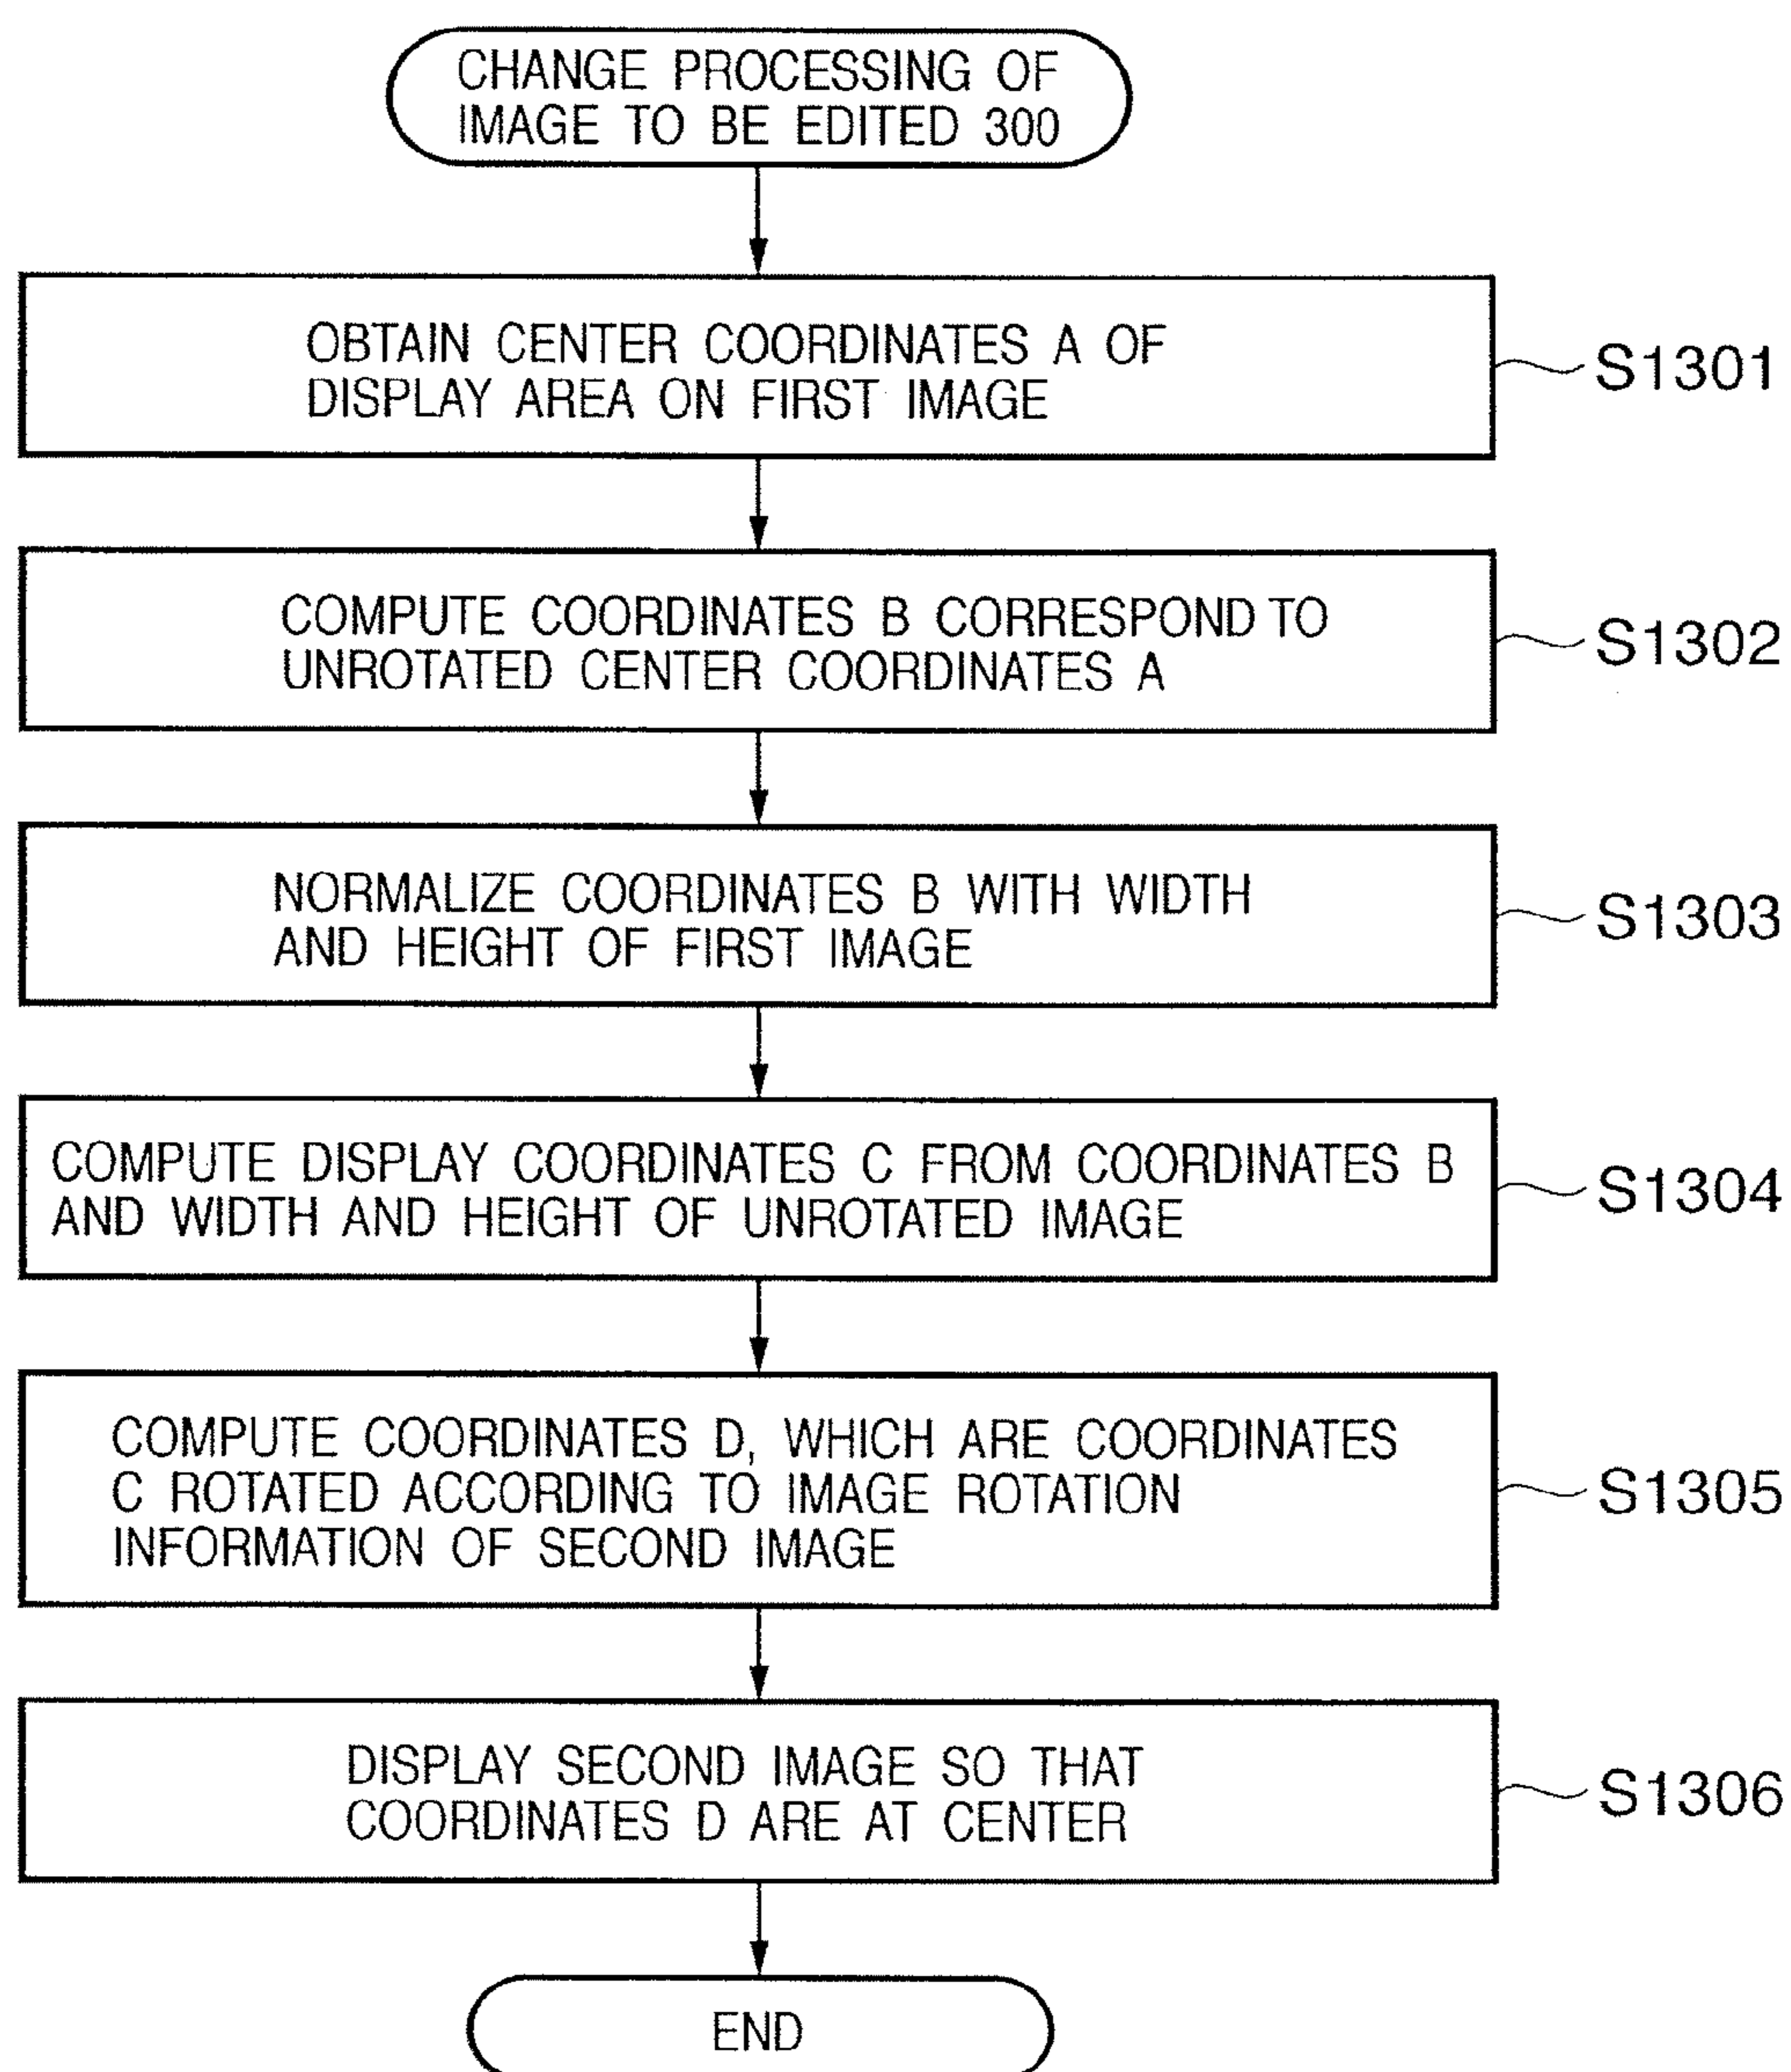 CHANGE PROCESSING OF
IMAGE TO BE EDITED 300
OBTAIN CENTER COORDINATES A OF
DISPLAY AREA ON FIRST IMAGE
S1301
COMPUTE COORDINATES B CORRESPOND TO
UNROTATED CENTER COORDINATES A
S1302
NORMALIZE COORDINATES B WITH WIDTH
AND HEIGHT OF FIRST IMAGE
S1303
COMPUTE DISPLAY COORDINATES C FROM COORDINATES B
AND WIDTH AND HEIGHT OF UNROTATED IMAGE
S1304
COMPUTE COORDINATES D, WHICH ARE COORDINATES
C ROTATED ACCORDING TO IMAGE ROTATION
INFORMATION OF SECOND IMAGE
S1305
DISPLAY SECOND IMAGE SO THAT
COORDINATES D ARE AT CENTER
S1306
END